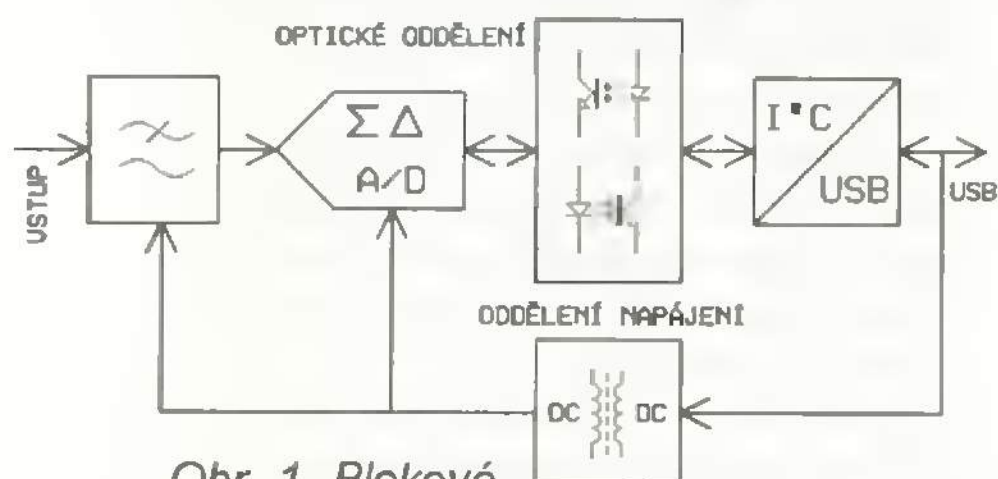 OPTICKÉ ODDĚLENÍ
VSTUP
ΣΔ
A/D
I²C
USB
USB
ODDĚLENÍ NAPÁJENÍ
DC DC
Obr. 1. Blokové